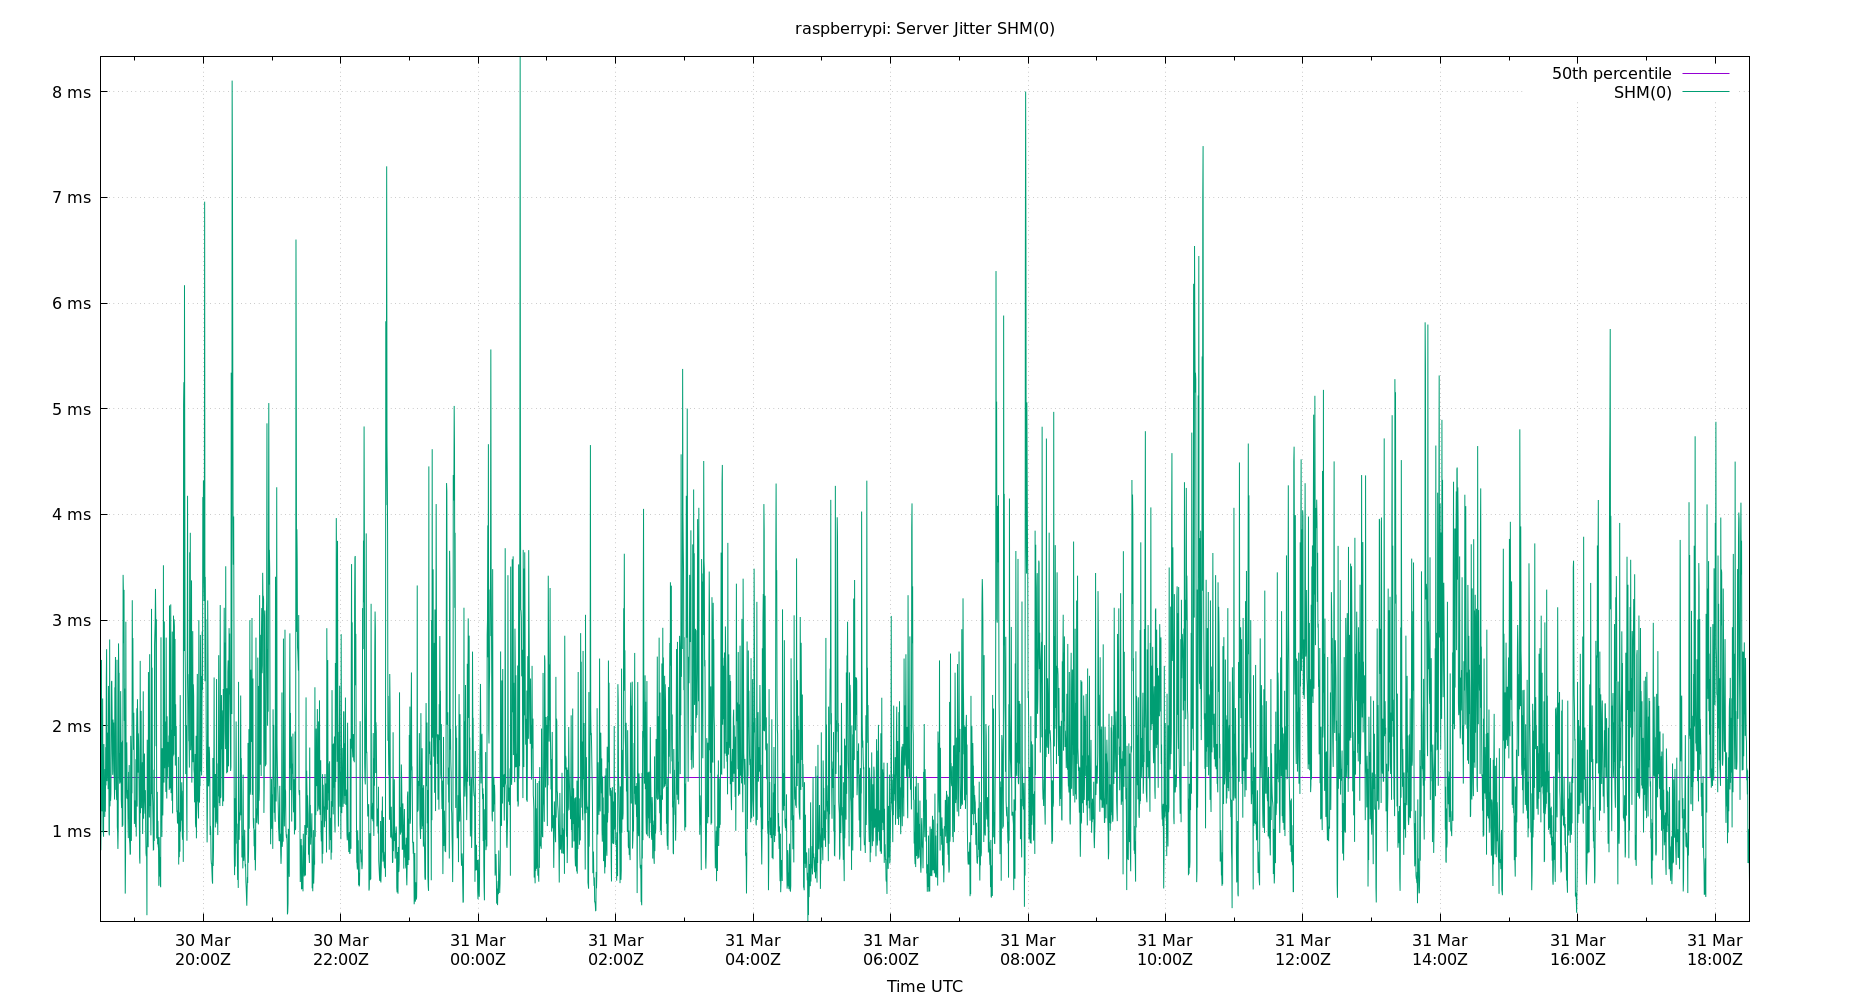 raspberrypi: Server Jitter SHM(0)
50th percentile
SHM(0)
8 ms
7 ms
6 ms
5 ms
4 ms
3 ms
2 ms
1 ms
30 Mar 30 Mar 31 Mar 31 Mar 31 Mar 31 Mar 31 Mar 31 Mar 31 Mar 31 Mar 31 Mar 31 Mar
20:00Z 22:00Z 00:00Z 02:00Z 04:00Z 06:00Z 08:00Z 10:00Z 12:00Z 14:00Z 16:00Z 18:00Z
Time UTC